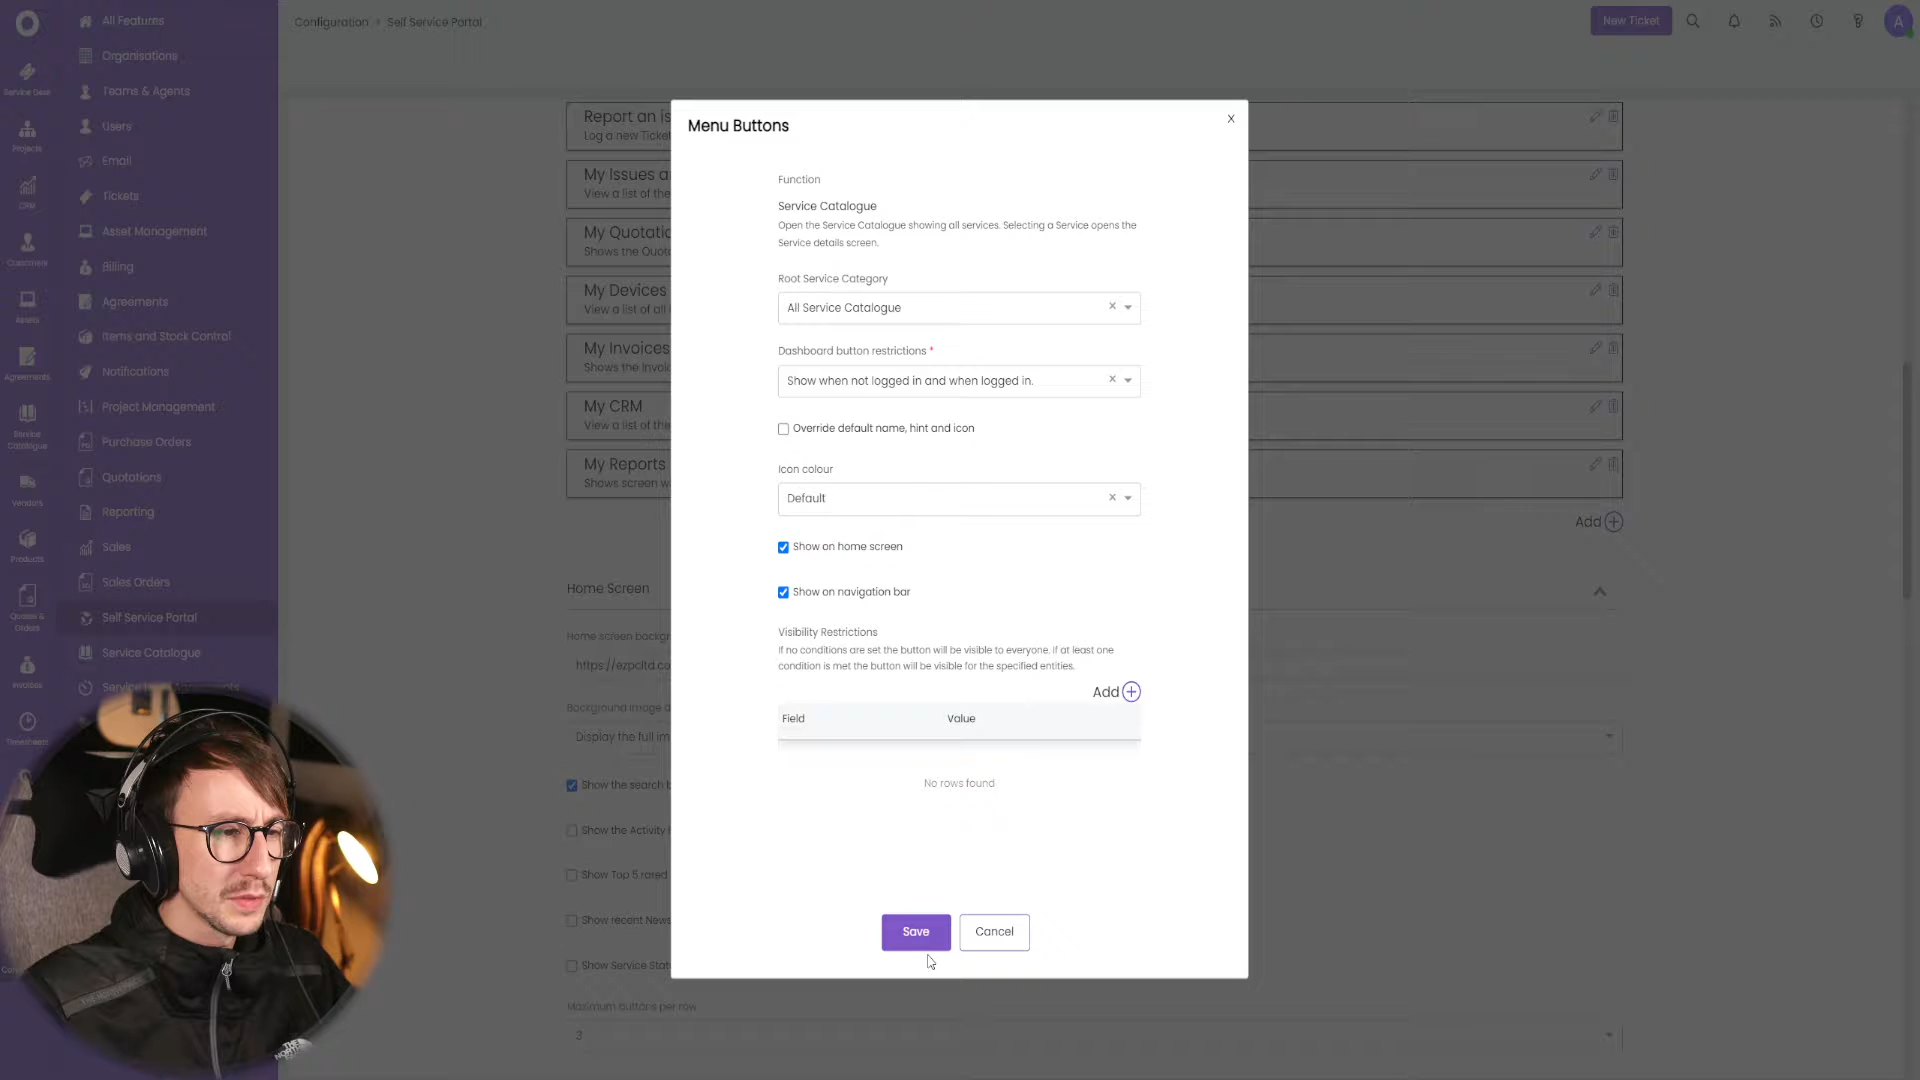 All Features
Configuration > Self Service Portal
New Ticket
A
Organisations
Service Desk
Teams & Agents
Users
Projects
Email
Tickets
CRM
Asset Management
Customers
Billing
Agreements
Assets
Items and Stock Control
Notifications
Agreements
Project Management
Purchase Orders
Service
Catalogue
Quotations
Vendors
Reporting
Sales
Products
Sales Orders
Quotes &
Orders
Self Service Portal
Service Catalogue
Invoices
Timesheets
Report an is
Log a new Ticke
My Issues a
View a list of the
My Quotatio
Shows the Quot
My Devices
View a list of all
My Invoices
Shows the Invoic
My CRM
View a list of the
My Reports
Shows screen w
Add
Home Screen
Home screen backgr
https://ezpcltd.co
Background image d
Display the full im
Show the search b
Show the Activity
Show Top 5 rated
Show recent News
Show Service Stat
Maximum buttons per row
3
Menu Buttons
X
Function
Service Catalogue
Open the Service Catalogue showing all services. Selecting a Service opens the
Service details screen.
Root Service Category
All Service Catalogue
Dashboard button restrictions *
Show when not logged in and when logged in.
Override default name, hint and icon
Icon colour
Default
Show on home screen
Show on navigation bar
Visibility Restrictions
If no conditions are set the button will be visible to everyone. If at least one
condition is met the button will be visible for the specified entities.
Add
Field Value
No rows found
Save Cancel